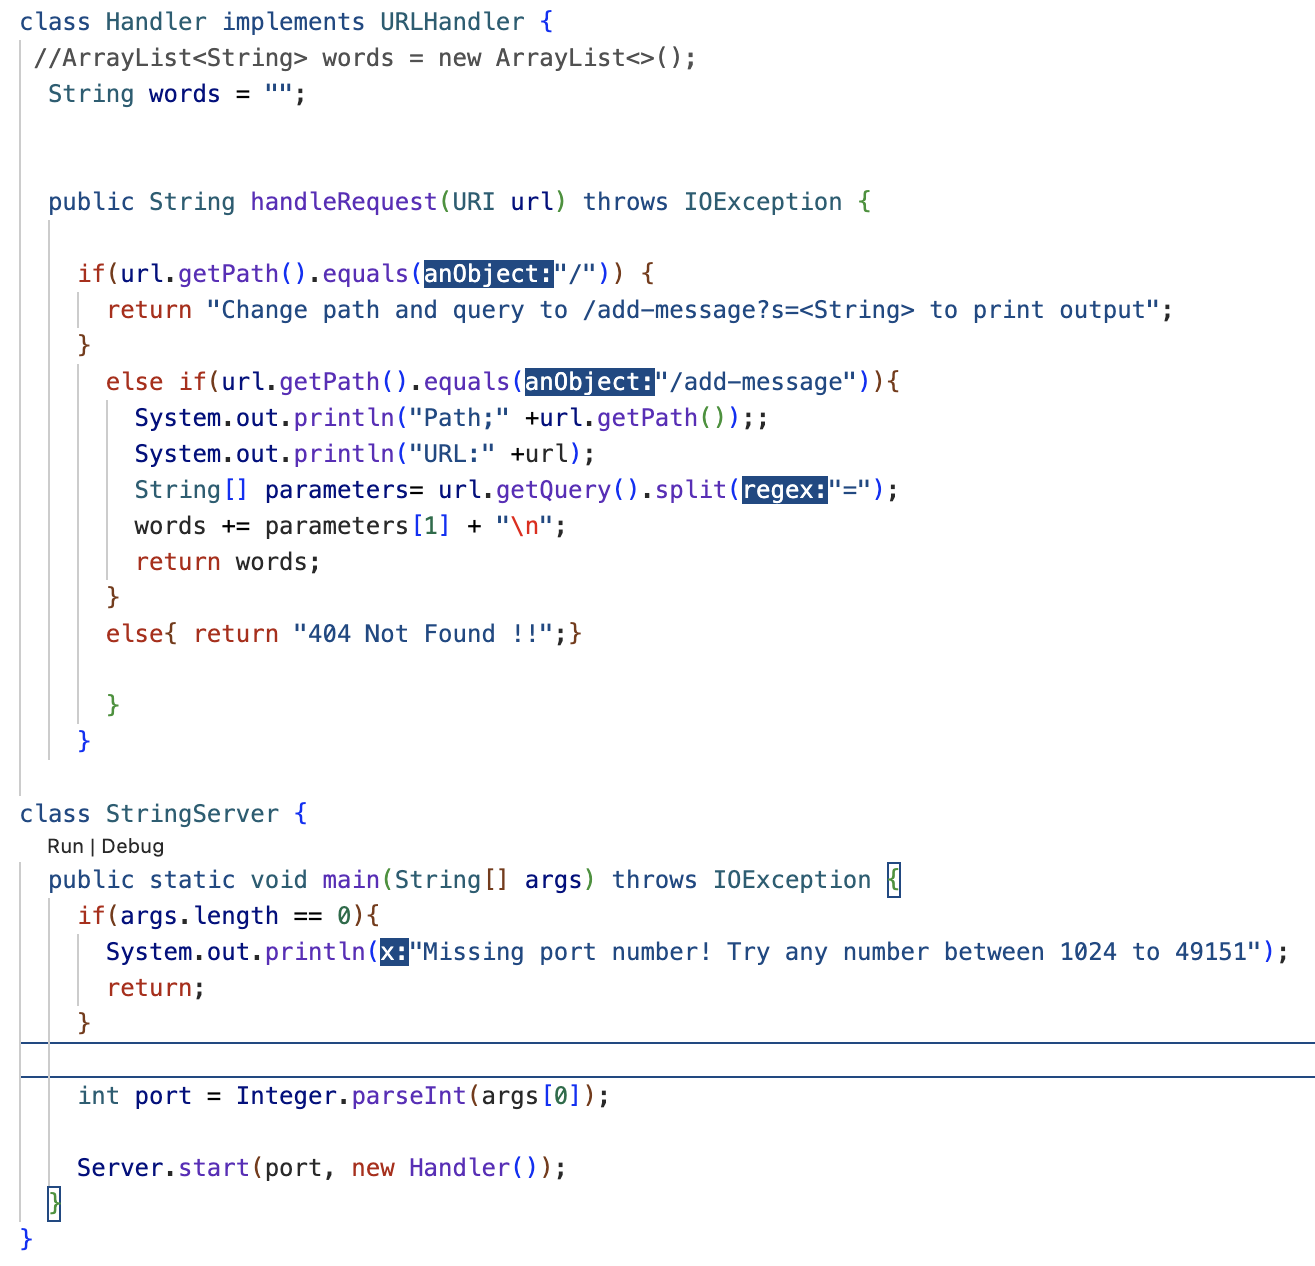 class Handler implements URLHandler {
//ArrayList<String> words = new ArrayList<>();
String words = "";
public String handleRequest(URI url) throws IOException {
if(url.getPath().equals(anObject:"/")) {
return "Change path and query to /add-message?s=<String> to print output";
}
else if(url.getPath().equals(anObject:"/add-message")){
System.out.println("Path;" +url.getPath());;
System.out.println("URL:" +url);
String[] parameters= url.getQuery().split(regex:"=");
words += parameters[1] + "\n";
return words;
}
else{ return "404 Not Found !!";}
}
}
class StringServer {
Run | Debug
public static void main(String[] args) throws IOException {
if(args.length == 0){
System.out.println(x:"Missing port number! Try any number between 1024 to 49151");
return;
}
int port = Integer.parseInt(args[0]);
Server.start(port, new Handler());
}
}